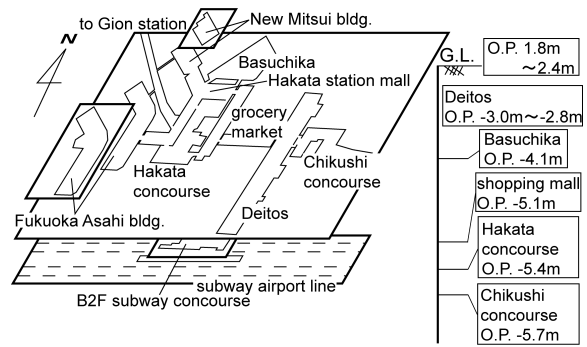 to Gion station
New Mitsui bldg.
N
Basuchika
Hakata station mall
grocery
market
Hakata
concourse
Chikushi
concourse
Deitos
Fukuoka Asahi bldg.
subway airport line
B2F subway concourse
G.L.
O.P. 1.8m
~2.4m
Deitos
O.P. -3.0m~-2.8m
Basuchika
O.P. -4.1m
shopping mall
O.P. -5.1m
Hakata
concourse
O.P. -5.4m
Chikushi
concourse
O.P. -5.7m